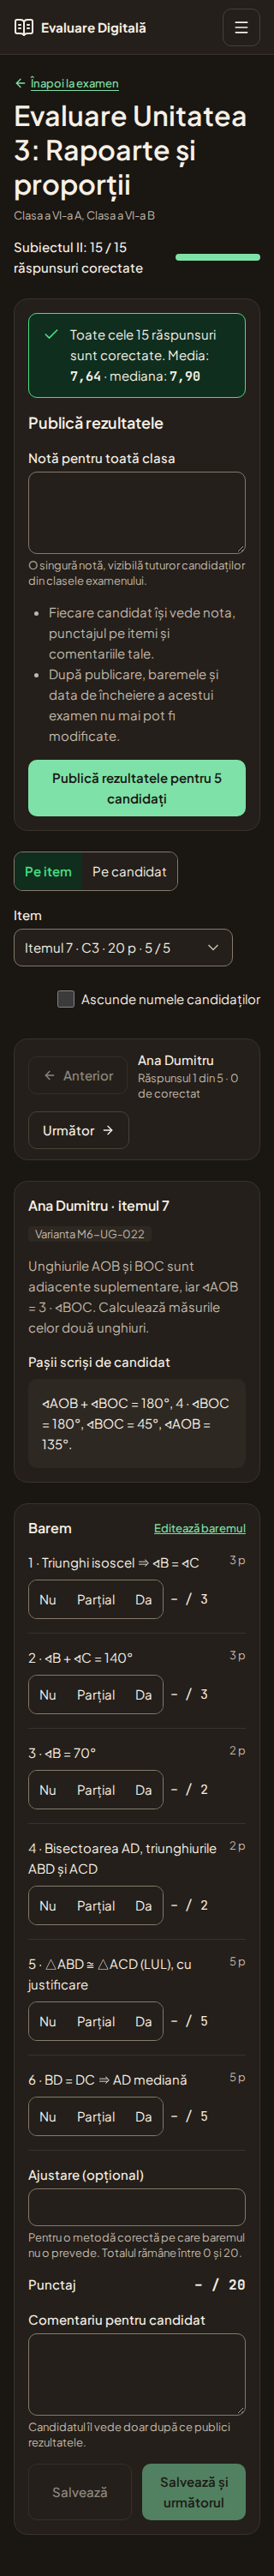 Evaluare Digitală
← Înapoi la examen
Evaluare Unitatea
3: Rapoarte și
proporții
Clasa a VI-a A, Clasa a VI-a B
Subiectul II: 15 / 15
răspunsuri corectate
Toate cele 15 răspunsuri
sunt corectate. Media:
7,64 · mediana: 7,90
Publică rezultatele
Notă pentru toată clasa
O singură notă, vizibilă tuturor candidaților
din clasele examenului.
• Fiecare candidat își vede nota,
punctajul pe itemi și
comentariile tale.
• După publicare, baremele și
data de încheiere a acestui
examen nu mai pot fi
modificate.
Publică rezultatele pentru 5
candidați
Pe item Pe candidat
Item
Itemul 7 · C3 · 20 p · 5 / 5
Ascunde numele candidaților
← Anterior
Ana Dumitru
Răspunsul 1 din 5 · 0
de corectat
Următor →
Ana Dumitru · itemul 7
Varianta M6-UG-022
Unghiurile AOB și BOC sunt
adiacente suplementare, iar ∢AOB
= 3 · ∢BOC. Calculează măsurile
celor două unghiuri.
Pașii scriși de candidat
∢AOB + ∢BOC = 180°, 4 · ∢BOC
= 180°, ∢BOC = 45°, ∢AOB =
135°.
Barem Editează baremul
1 · Triunghi isoscel ⇒ ∢B = ∢C 3 p
Nu Parțial Da – / 3
2 · ∢B + ∢C = 140° 3 p
Nu Parțial Da – / 3
3 · ∢B = 70° 2 p
Nu Parțial Da – / 2
4 · Bisectoarea AD, triunghiurile 2 p
ABD și ACD
Nu Parțial Da – / 2
5 · △ABD ≅ △ACD (LUL), cu 5 p
justificare
Nu Parțial Da – / 5
6 · BD = DC ⇒ AD mediană 5 p
Nu Parțial Da – / 5
Ajustare (opțional)
Pentru o metodă corectă pe care baremul
nu o prevede. Totalul rămâne între 0 și 20.
Punctaj – / 20
Comentariu pentru candidat
Candidatul îl vede doar după ce publici
rezultatele.
Salvează
Salvează și
următorul